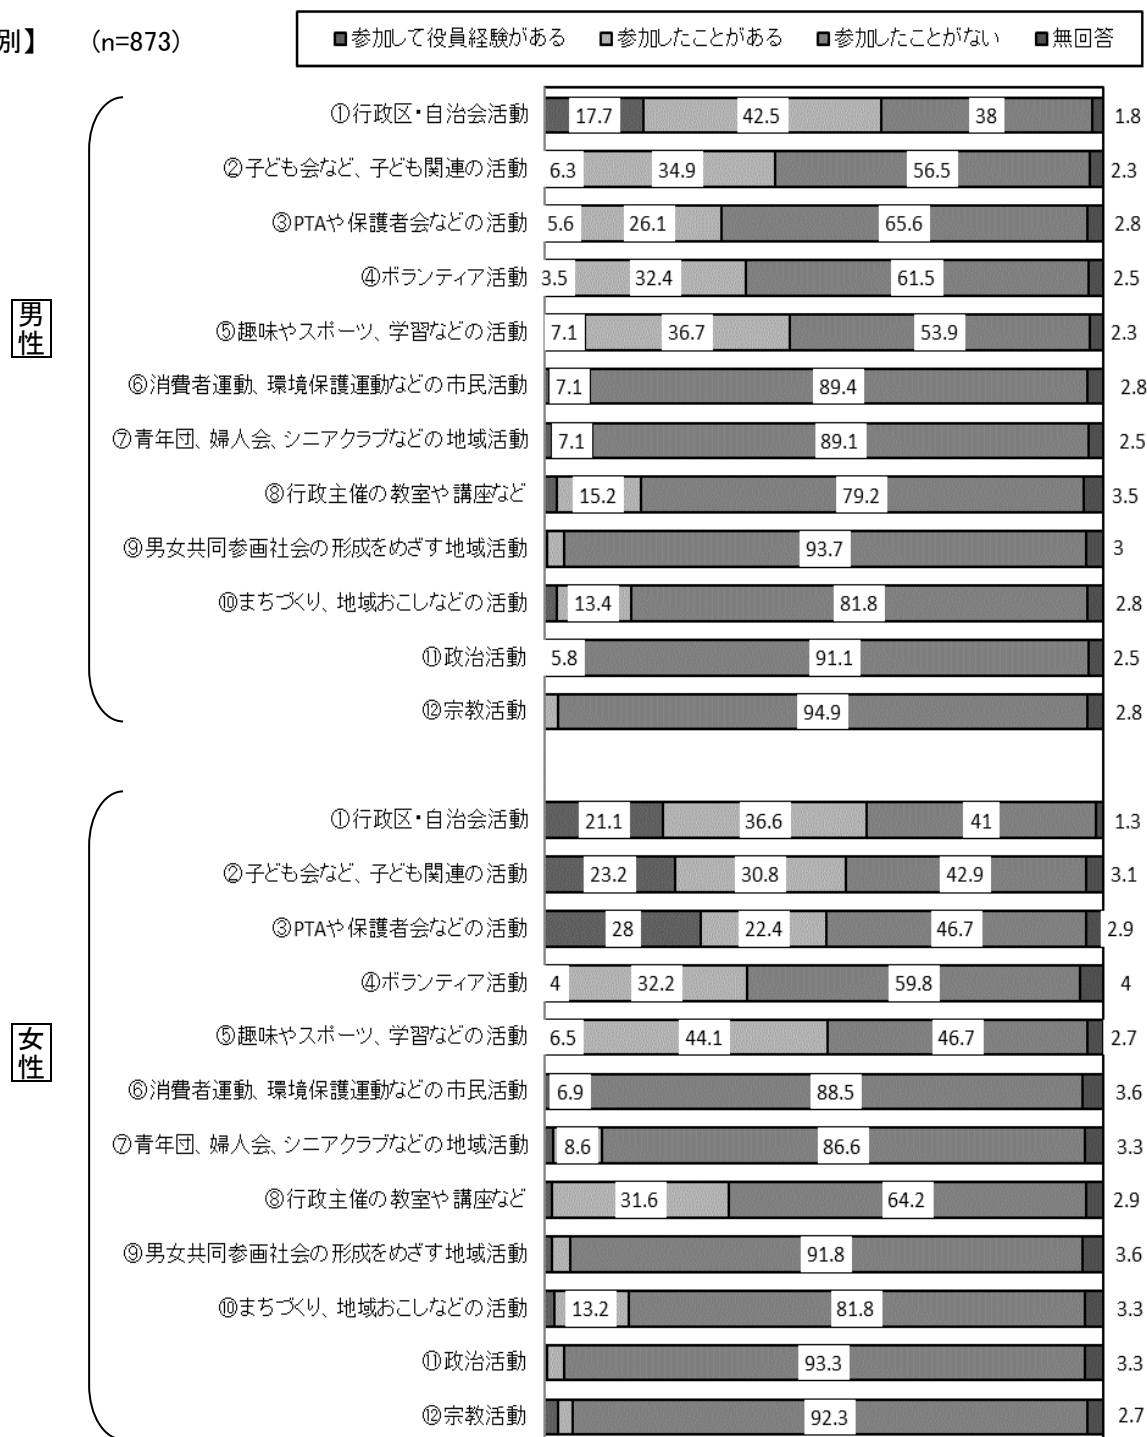 別】 (n=873)
■参加して役員経験がある ■参加したことがある ■参加したことがない ■無回答
男性
①行政区・自治会活動 17.7 42.5 38 1.8
②子ども会など、子ども関連の活動 6.3 34.9 56.5 2.3
③PTAや保護者会などの活動 5.6 26.1 65.6 2.8
④ボランティア活動 3.5 32.4 61.5 2.5
⑤趣味やスポーツ、学習などの活動 7.1 36.7 53.9 2.3
⑥消費者運動、環境保護運動などの市民活動 7.1 89.4 2.8
⑦青年団、婦人会、シニアクラブなどの地域活動 7.1 89.1 2.5
⑧行政主催の教室や講座など 15.2 79.2 3.5
⑨男女共同参画社会の形成をめざす地域活動 93.7 3
⑩まちづくり、地域おこしなどの活動 13.4 81.8 2.8
⑪政治活動 5.8 91.1 2.5
⑫宗教活動 94.9 2.8
女性
①行政区・自治会活動 21.1 36.6 41 1.3
②子ども会など、子ども関連の活動 23.2 30.8 42.9 3.1
③PTAや保護者会などの活動 28 22.4 46.7 2.9
④ボランティア活動 4 32.2 59.8 4
⑤趣味やスポーツ、学習などの活動 6.5 44.1 46.7 2.7
⑥消費者運動、環境保護運動などの市民活動 6.9 88.5 3.6
⑦青年団、婦人会、シニアクラブなどの地域活動 8.6 86.6 3.3
⑧行政主催の教室や講座など 31.6 64.2 2.9
⑨男女共同参画社会の形成をめざす地域活動 91.8 3.6
⑩まちづくり、地域おこしなどの活動 13.2 81.8 3.3
⑪政治活動 93.3 3.3
⑫宗教活動 92.3 2.7